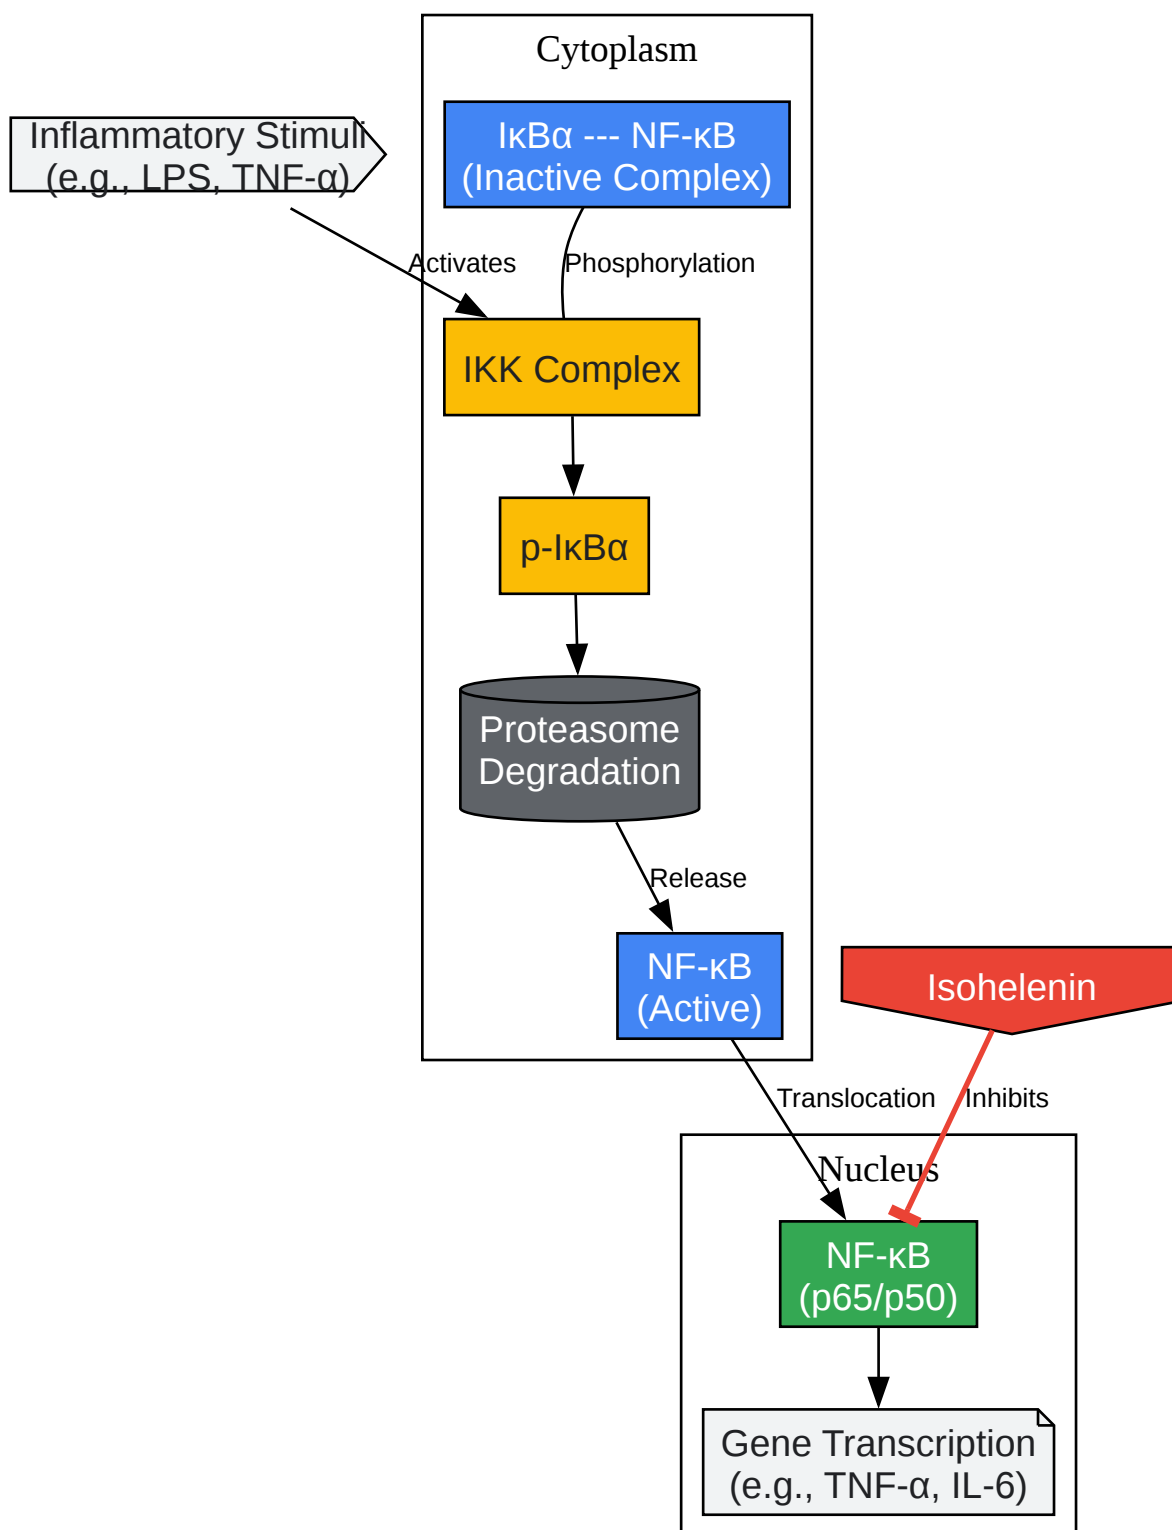 Cytoplasm
Inflammatory Stimuli
(e.g., LPS, TNF-α)
IκBα --- NF-κB
(Inactive Complex)
Activates
Phosphorylation
IKK Complex
p-IκBα
Proteasome
Degradation
Release
NF-κB
(Active)
Isohelenin
Translocation
Inhibits
Nucleus
NF-κB
(p65/p50)
Gene Transcription
(e.g., TNF-α, IL-6)